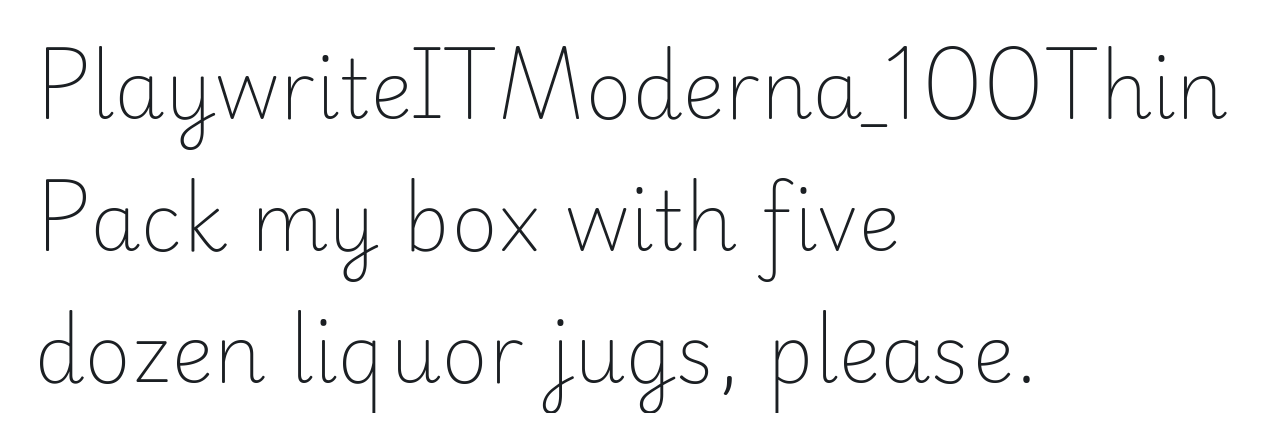 PlaywriteITModerna_100Thin
Pack my box with five
dozen liquor jugs, please.